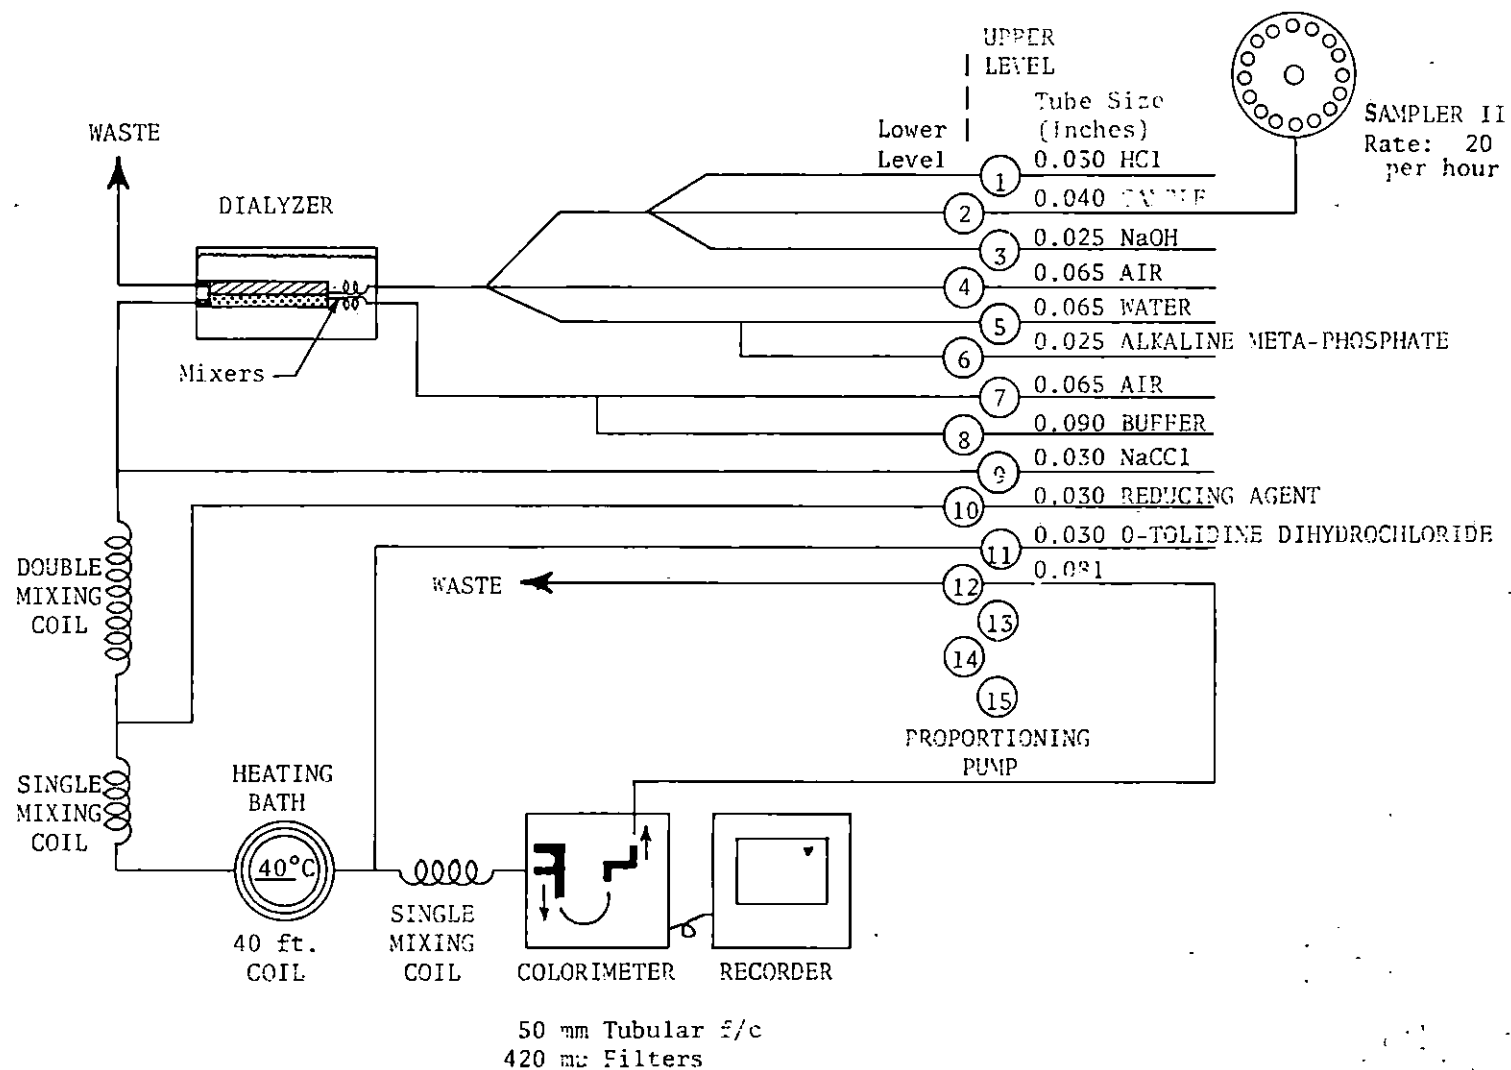 UPPER
LEVEL
Tube Size
(Inches)
Lower
Level
SAMPLER II
Rate: 20
per hour
WASTE
DIALYZER
Mixers
1 0.030 HCl
2 0.040
3 0.025 NaOH
4 0.065 AIR
5 0.065 WATER
6 0.025 ALKALINE META-PHOSPHATE
7 0.065 AIR
8 0.090 BUFFER
9 0.030 NaCCl
10 0.030 REDUCING AGENT
11 0.030 O-TOLIDINE DIHYDROCHLORIDE
WASTE
12
13
14
15
PROPORTIONING
PUMP
DOUBLE
MIXING
COIL
SINGLE
MIXING
COIL
HEATING
BATH
40°C
40 ft.
COIL
SINGLE
MIXING
COIL
COLORIMETER
RECORDER
50 mm Tubular f/c
420 Filters